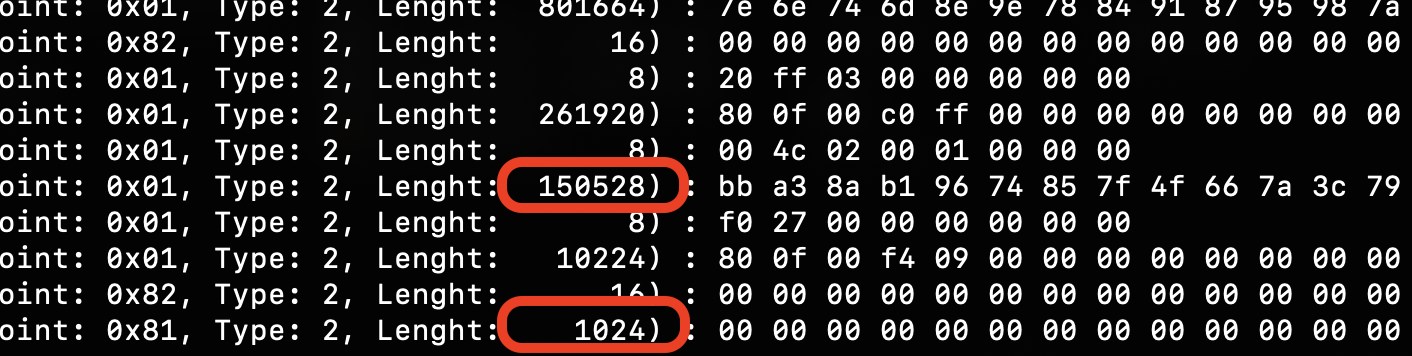 oint: 0x01, Type: 2, Lenght:  801664) : 7e 6e 74 6d 8e 9e 78 84 91 87 95 98 7a
oint: 0x82, Type: 2, Lenght:      16) : 00 00 00 00 00 00 00 00 00 00 00 00 00
oint: 0x01, Type: 2, Lenght:       8) : 20 ff 03 00 00 00 00 00
oint: 0x01, Type: 2, Lenght:  261920) : 80 0f 00 c0 ff 00 00 00 00 00 00 00 00
oint: 0x01, Type: 2, Lenght:       8) : 00 4c 02 00 01 00 00 00
oint: 0x01, Type: 2, Lenght:  150528) : bb a3 8a b1 96 74 85 7f 4f 66 7a 3c 79
oint: 0x01, Type: 2, Lenght:       8) : f0 27 00 00 00 00 00 00
oint: 0x01, Type: 2, Lenght:   10224) : 80 0f 00 f4 09 00 00 00 00 00 00 00 00
oint: 0x82, Type: 2, Lenght:      16) : 00 00 00 00 00 00 00 00 00 00 00 00 00
oint: 0x81, Type: 2, Lenght:    1024) : 00 00 00 00 00 00 00 00 00 00 00 00 00